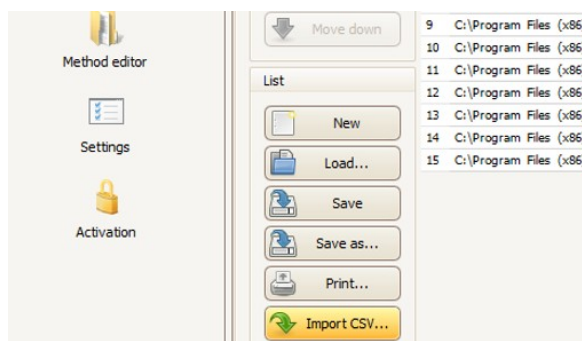 Method editor
Settings
Activation
Move down
List
New
Load...
Save
Save as...
Print...
Import CSV...
9 C:\Program Files (x86
10 C:\Program Files (x86
11 C:\Program Files (x86
12 C:\Program Files (x86
13 C:\Program Files (x86
14 C:\Program Files (x86
15 C:\Program Files (x86